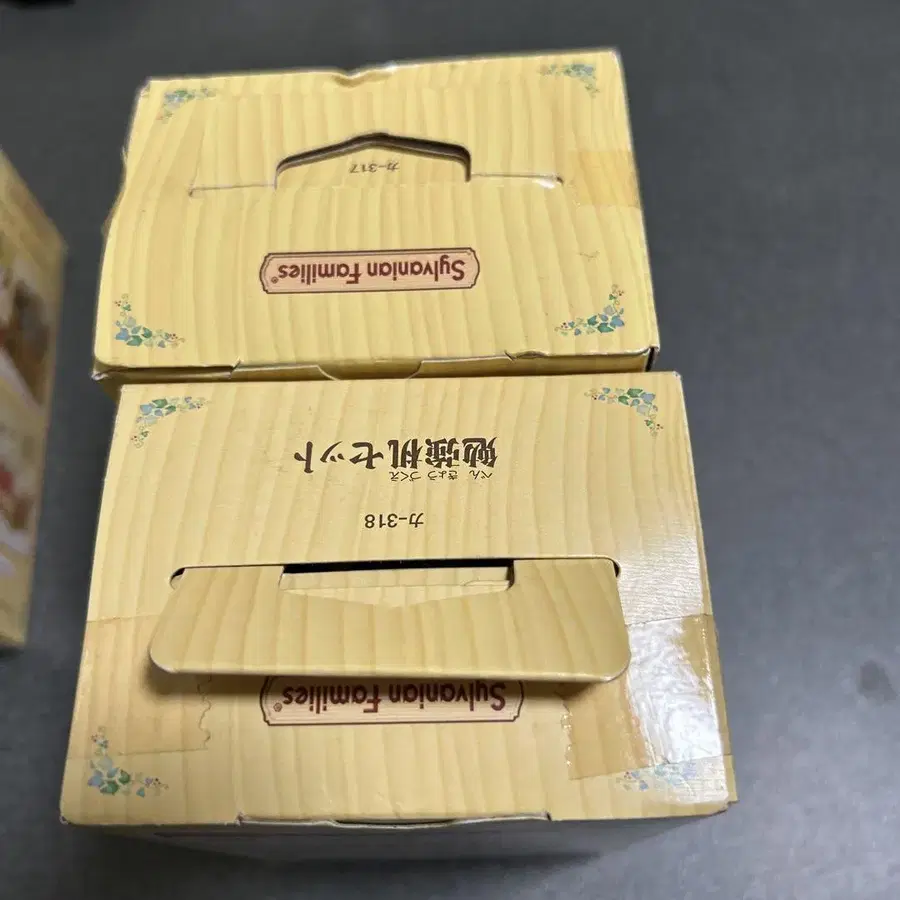 カ-317
Sylvanian Families®
勉強机セット
べん きょう づくえ
カ-318
Sylvanian Families®